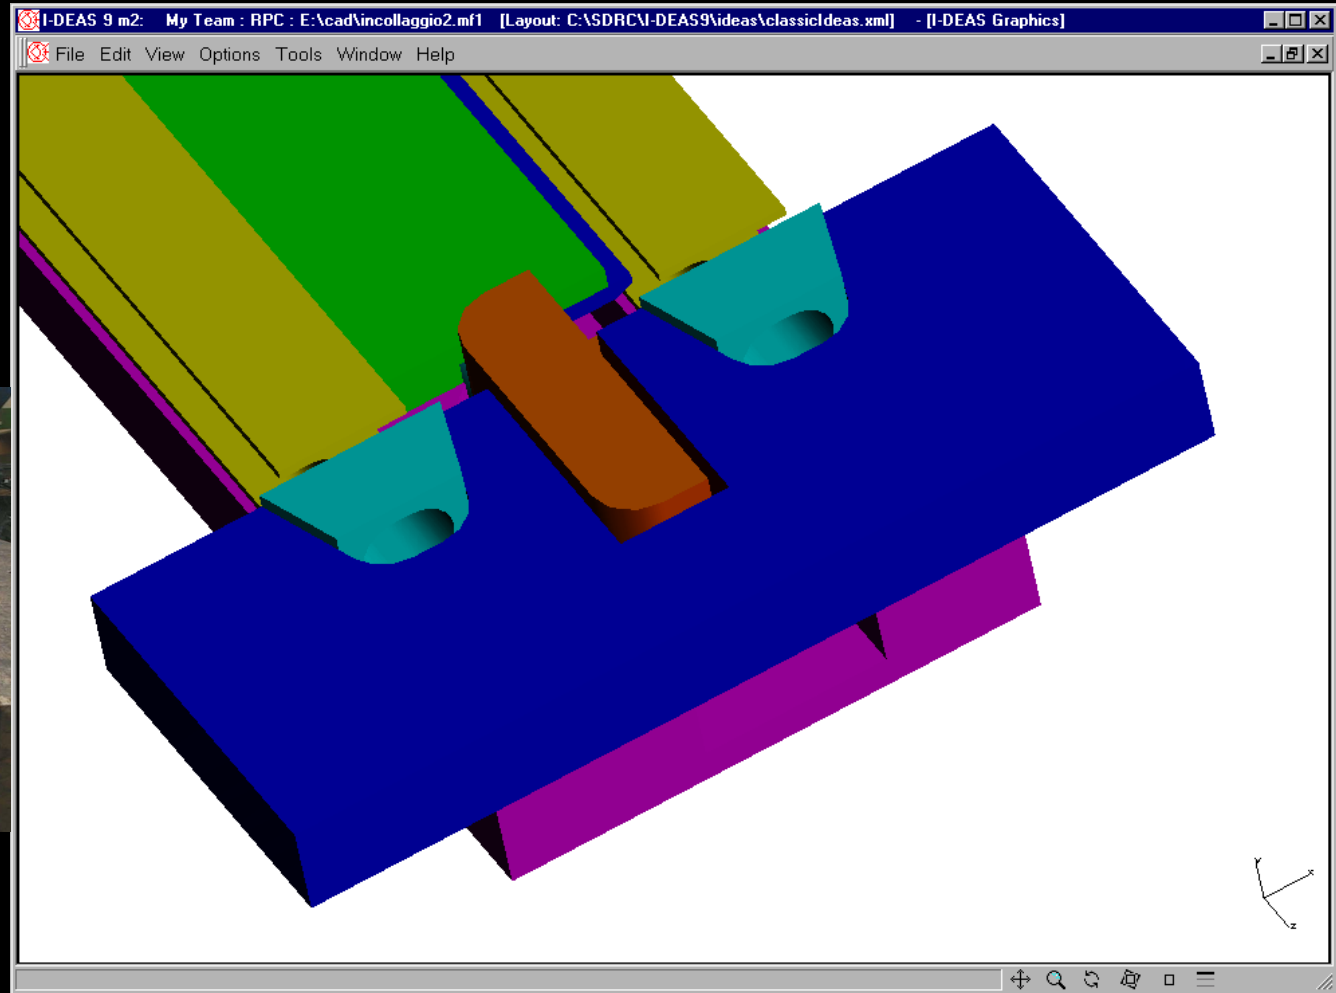 I-DEAS 9 m2: My Team : RPC : E:\cad\incollaggio2.mf1 [Layout: C:\SDRC\I-DEAS9\ideas\classicIdeas.xml] - [I-DEAS Graphics]
File Edit View Options Tools Window Help
Y
X
Z